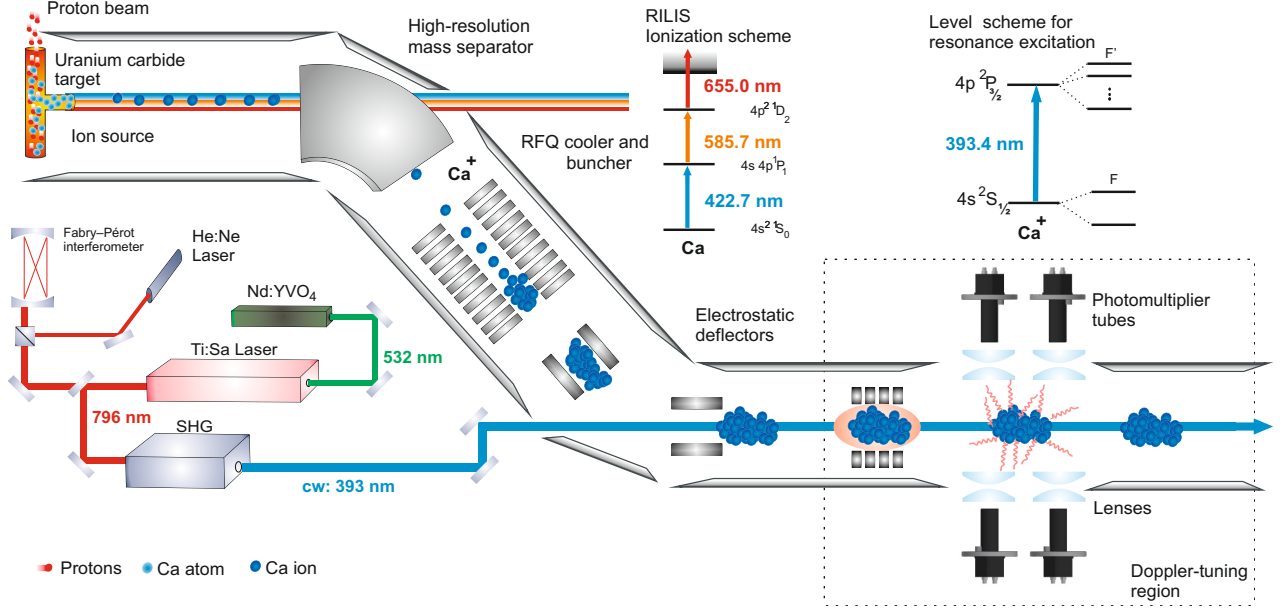 Proton beam
Uranium carbide
target
Ion source
High-resolution
mass separator
Ca⁺
RFQ cooler and
buncher
RILIS
Ionization scheme
655.0 nm
4p² ¹D₂
585.7 nm
4s 4p¹P₁
422.7 nm
4s² ¹S₀
Ca
Level scheme for
resonance excitation
F'
4p ²P₃/₂
393.4 nm
F
4s ²S₁/₂
Ca⁺
Fabry–Pérot
interferometer
He:Ne
Laser
Nd:YVO₄
Ti:Sa Laser
532 nm
796 nm
SHG
cw: 393 nm
Electrostatic
deflectors
Photomultiplier
tubes
Lenses
Doppler-tuning
region
Protons
Ca atom
Ca ion